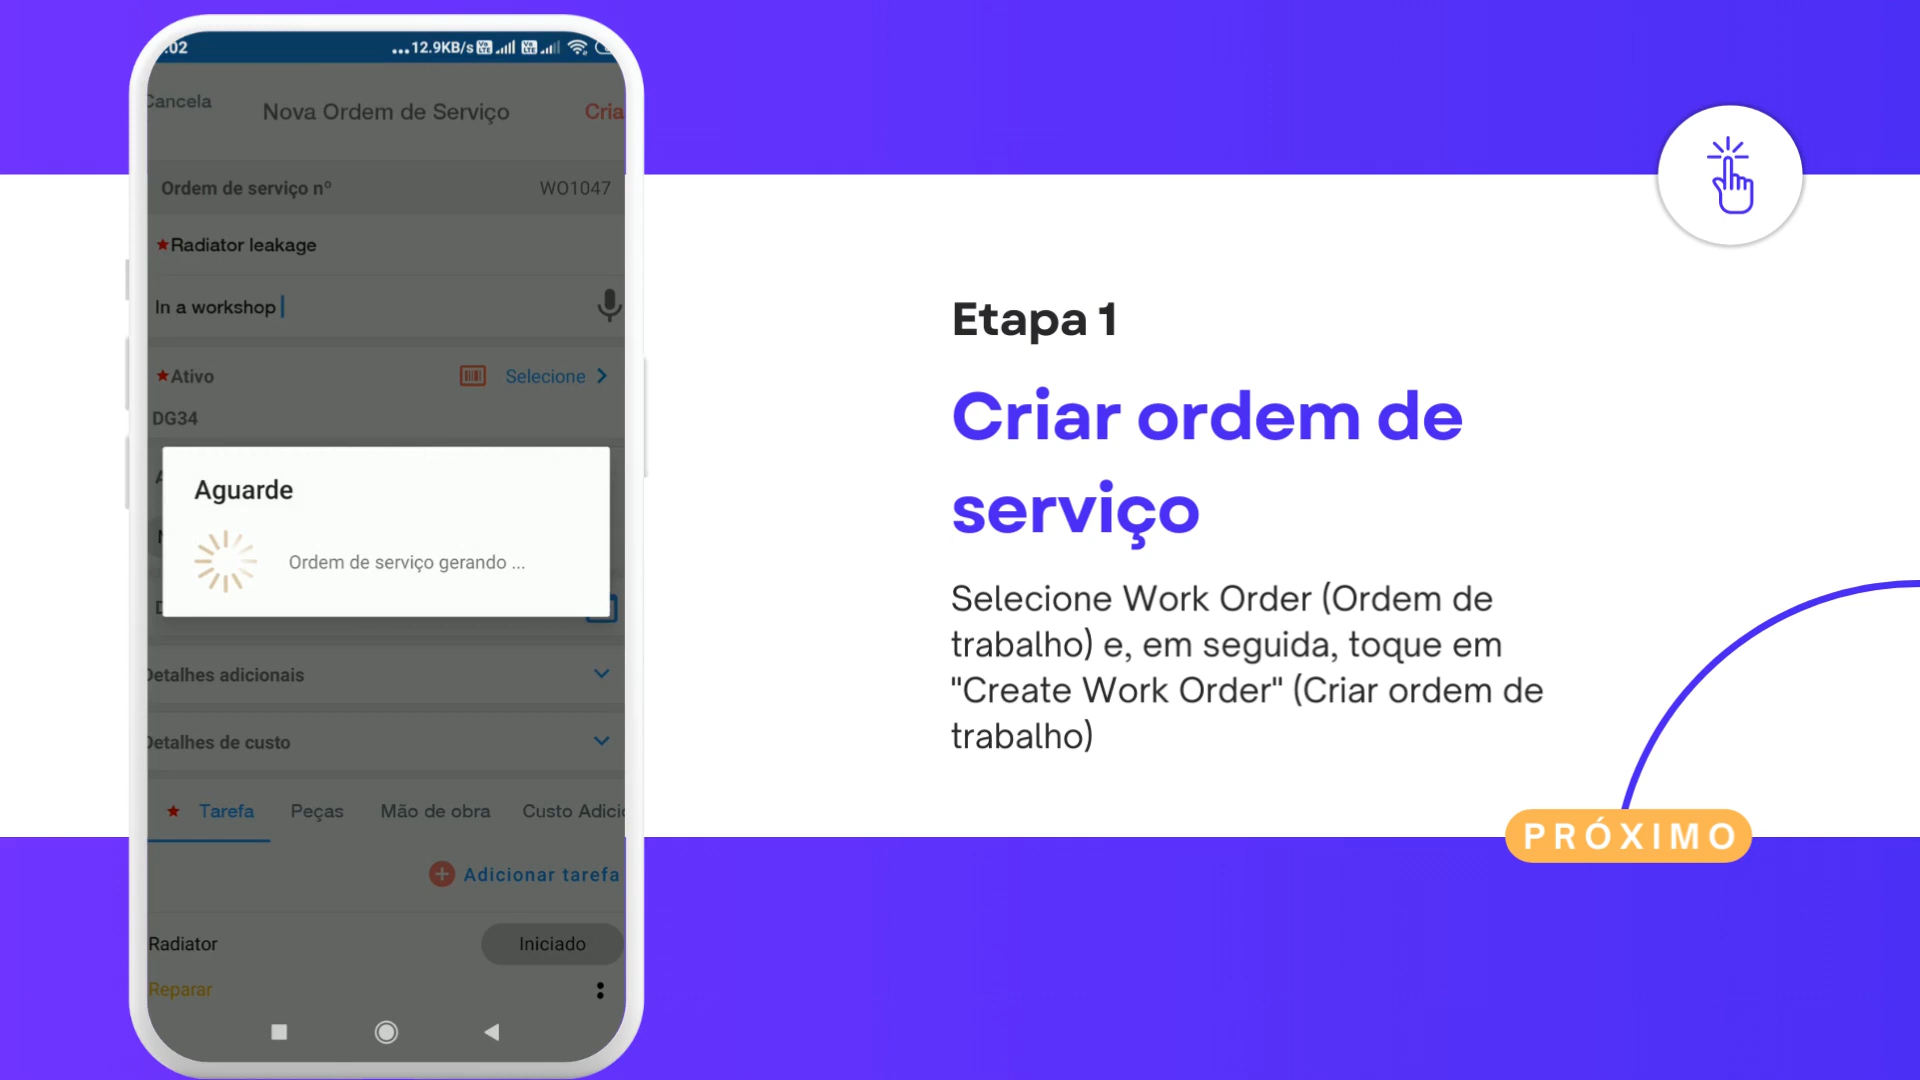 :02
...12.9KB/s
Cancela
Nova Ordem de Serviço
Cria
Ordem de serviço nº
WO1047
★Radiator leakage
In a workshop
★Ativo
Selecione
DG34
Aguarde
Ordem de serviço gerando ...
Detalhes adicionais
Detalhes de custo
★ Tarefa Peças Mão de obra Custo Adici
Adicionar tarefa
Radiator
Iniciado
Reparar
Etapa 1
Criar ordem de
serviço
Selecione Work Order (Ordem de
trabalho) e, em seguida, toque em
"Create Work Order" (Criar ordem de
trabalho)
PRÓXIMO